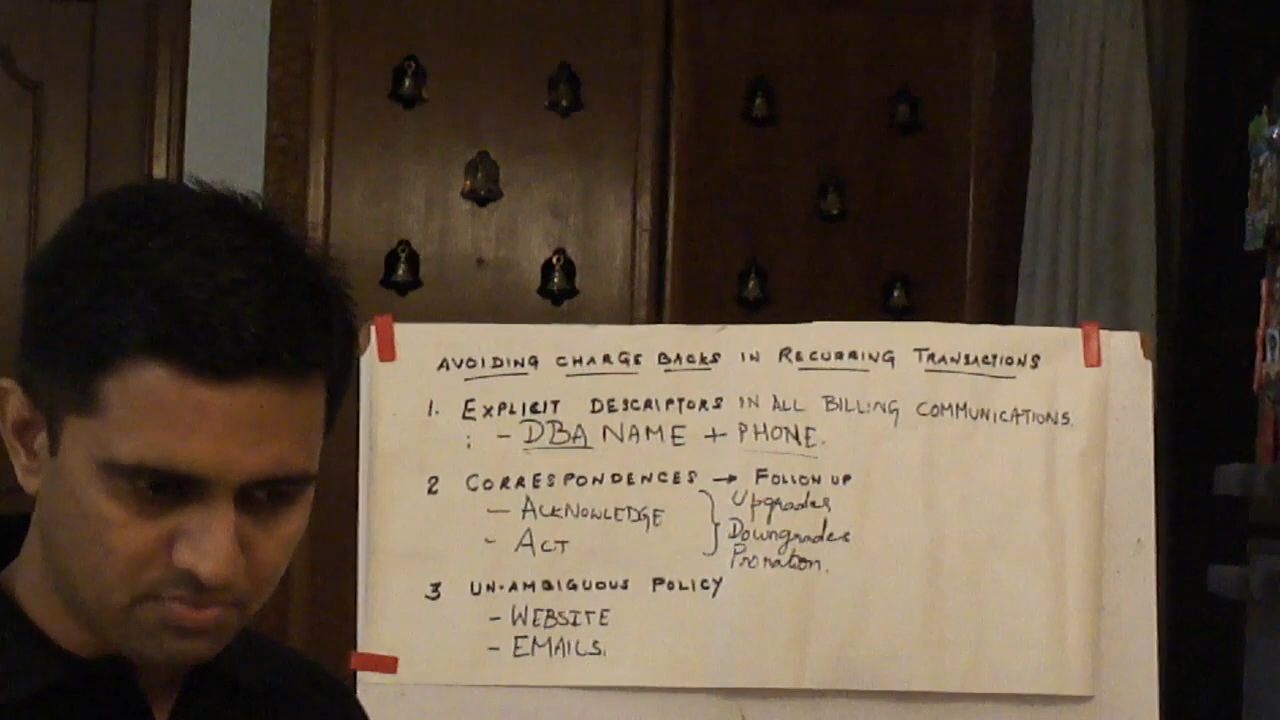 AVOIDING CHARGE BACKS IN RECURRING TRANSACTIONS
1. EXPLICIT DESCRIPTORS IN ALL BILLING COMMUNICATIONS.
: - DBA NAME + PHONE.
2 CORRESPONDENCES → FOLLOW UP
- ACKNOWLEDGE } Upgrades
- ACT Downgrades
Proration.
3 UN-AMBIGUOUS POLICY
- WEBSITE
- EMAILS.